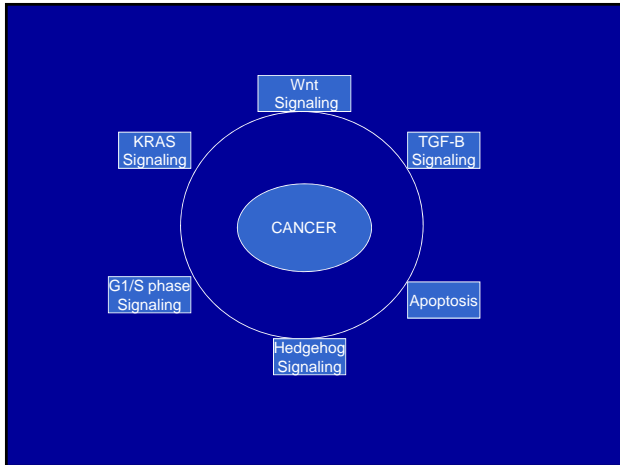 Wnt
Signaling
KRAS
Signaling
TGF-B
Signaling
CANCER
G1/S phase
Signaling
Apoptosis
Hedgehog
Signaling